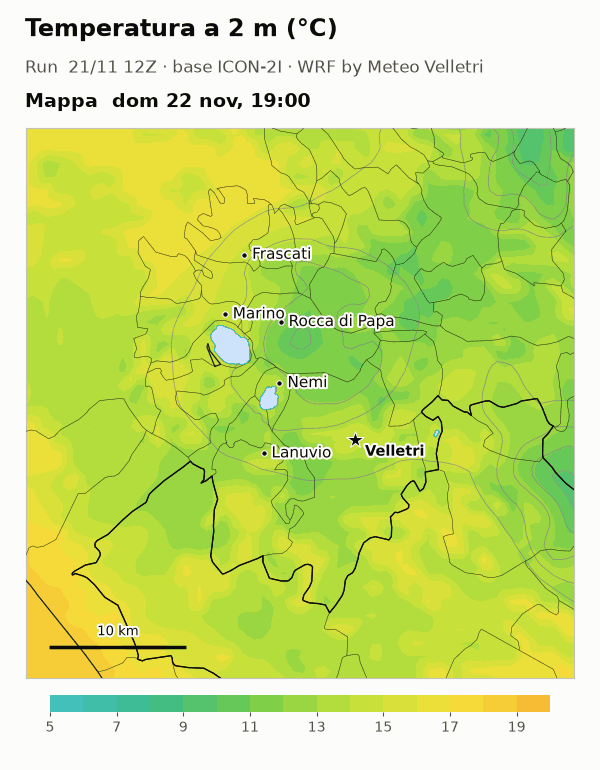 Temperatura a 2 m (°C)
Run  21/11 12Z · base ICON-2I · WRF by Meteo Velletri
Mappa  dom 22 nov, 19:00
Frascati
Marino
Rocca di Papa
Nemi
Velletri
Lanuvio
10 km
5 7 9 11 13 15 17 19